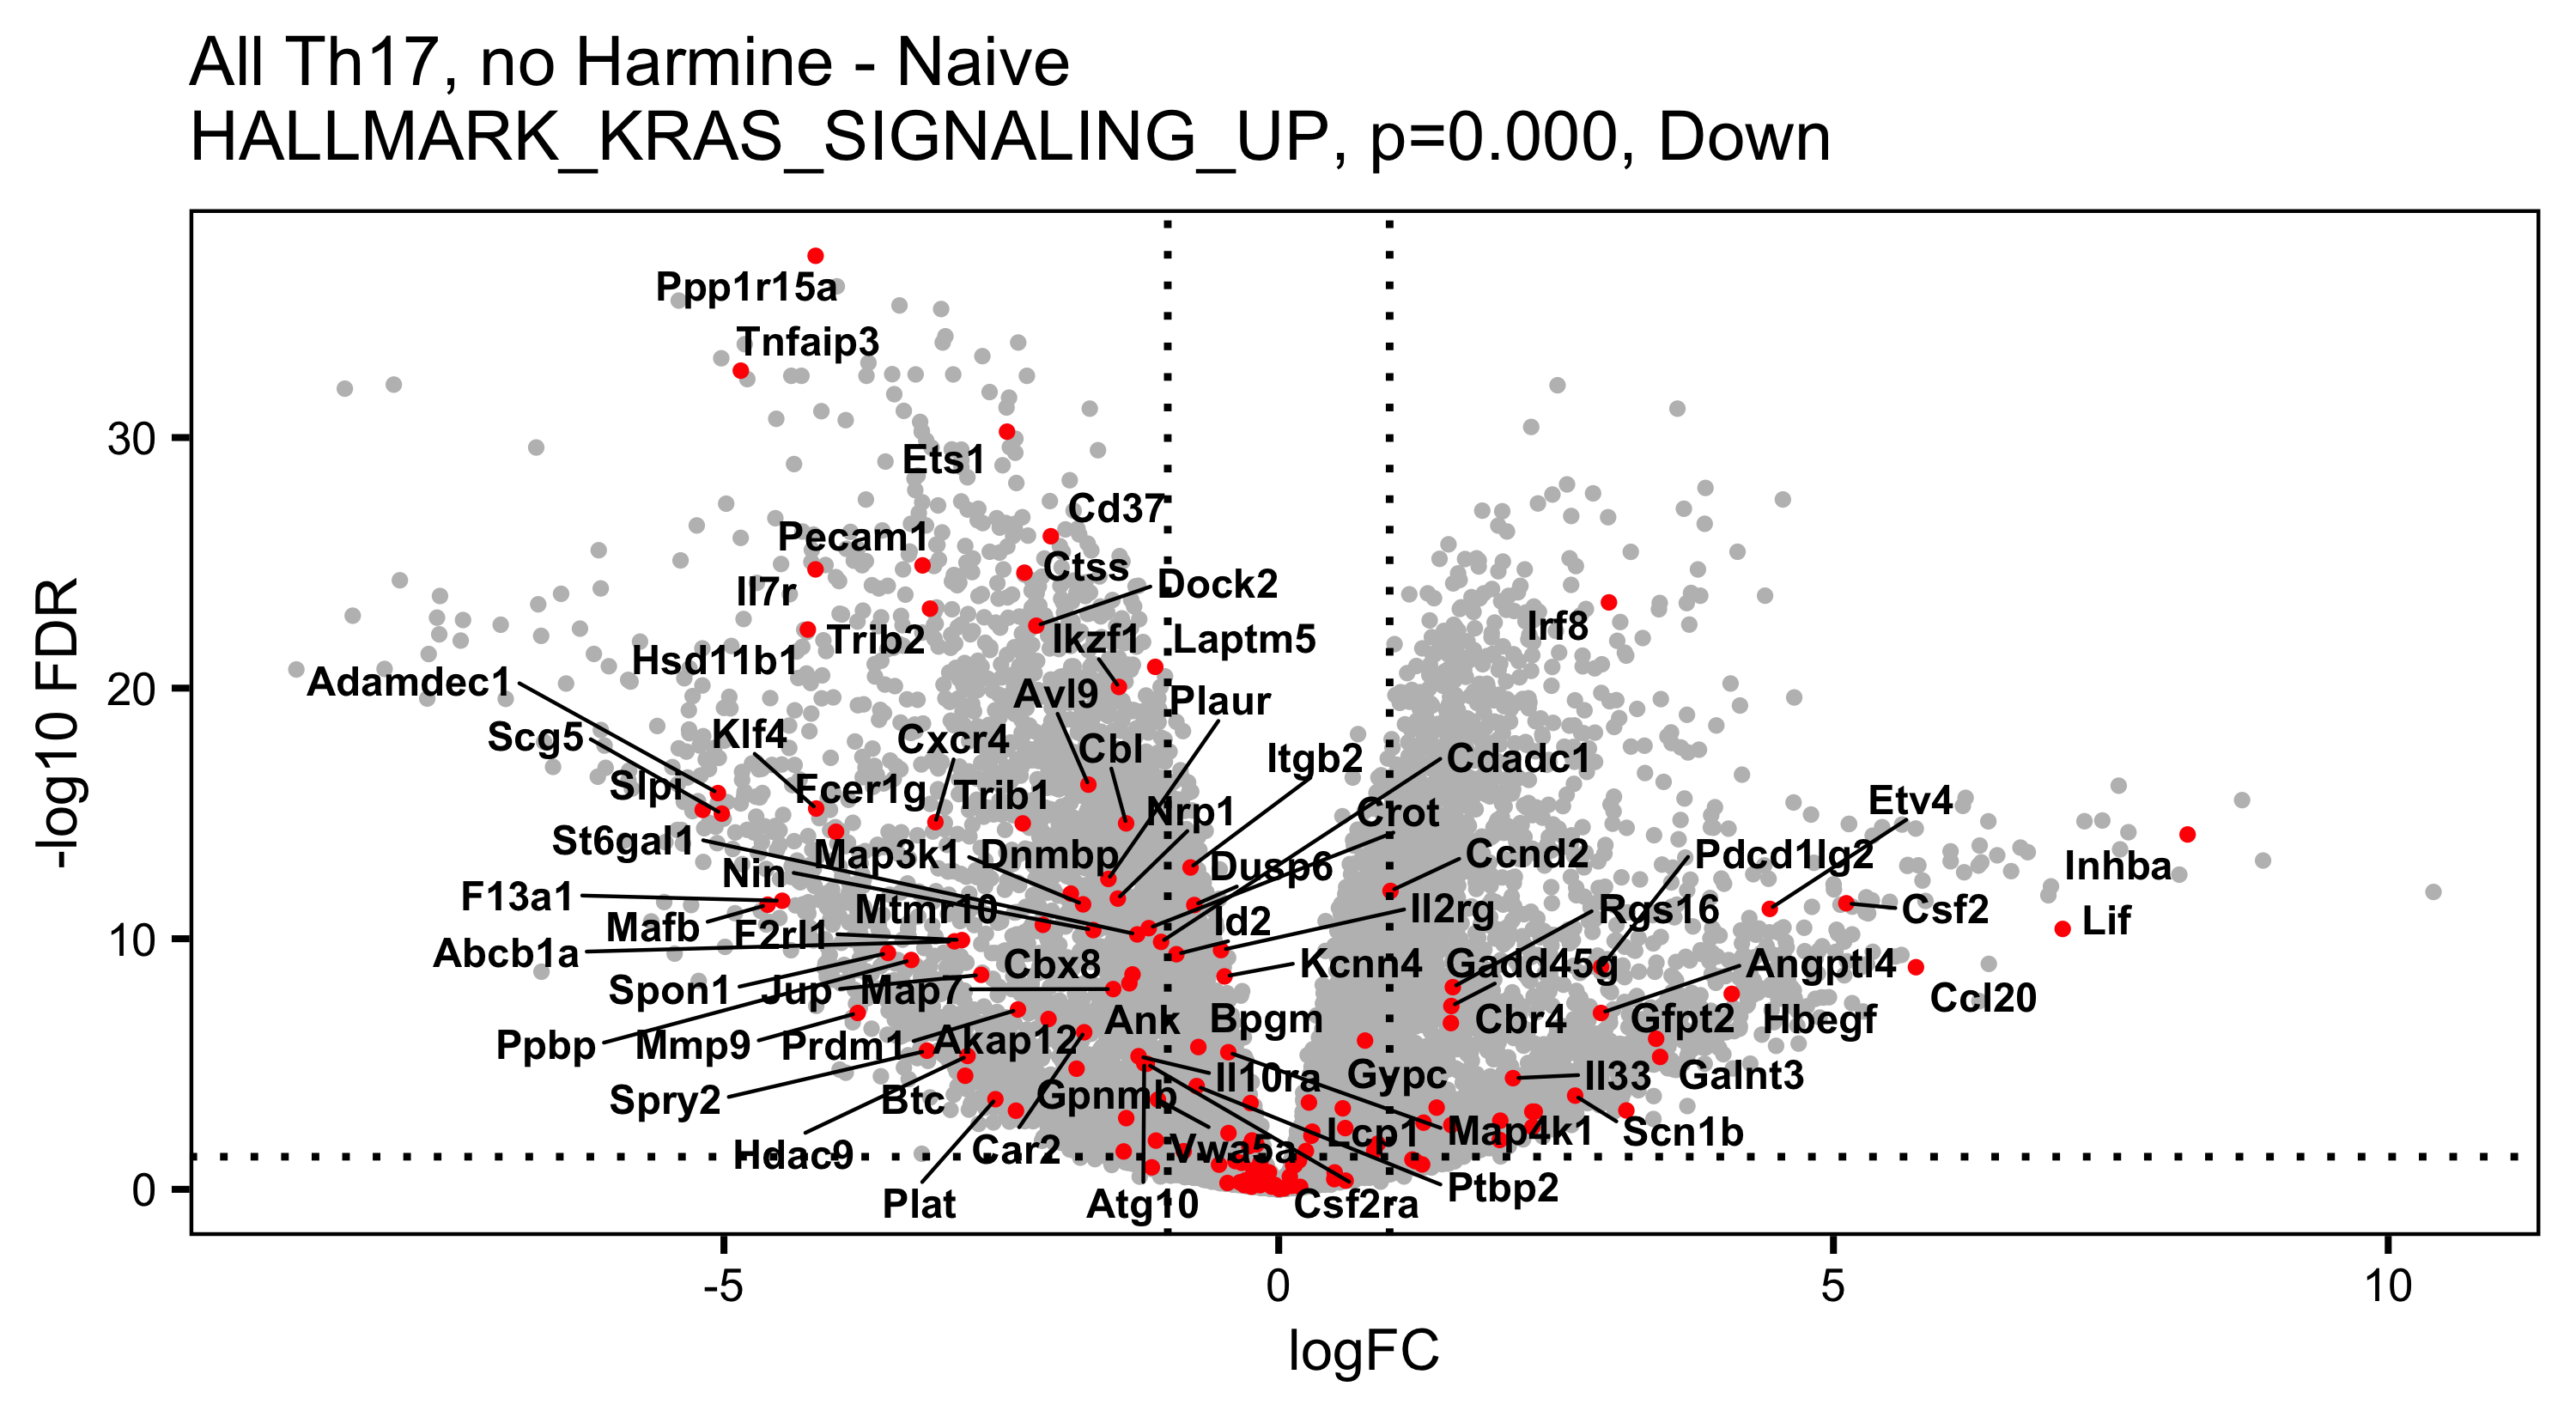 All Th17, no Harmine - Naive
HALLMARK_KRAS_SIGNALING_UP, p=0.000, Down
Ppp1r15a
Tnfaip3
30
Ets1
Cd37
Pecam1
Ctss
Dock2
Il7r
Irf8
Trib2
Ikzf1
Laptm5
Hsd11b1
Adamdec1
20
Avl9
Plaur
Scg5
Klf4
Cxcr4
Cbl
Itgb2
Cdadc1
Slpi
Fcer1g
Trib1
Nrp1
Crot
Etv4
St6gal1
Map3k1
Dnmbp
Dusp6
Ccnd2
Pdcd1lg2
Inhba
Nin
F13a1
Mafb
Mtmr10
Id2
Il2rg
Rgs16
Csf2
Lif
10
F2rl1
Abcb1a
Cbx8
Kcnn4
Gadd45g
Angptl4
Spon1
Jup
Map7
Ccl20
Ppbp
Mmp9
Prdm1
Akap12
Ank
Bpgm
Cbr4
Gfpt2
Hbegf
Spry2
Btc
Gpnmb
Il10ra
Gypc
Il33
Galnt3
Hdac9
Car2
Vwa5a
Lcp1
Map4k1
Scn1b
0
Plat
Atg10
Csf2ra
Ptbp2
-5
0
5
10
logFC
-log10 FDR